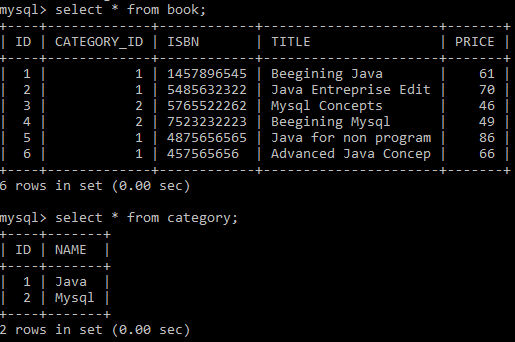 mysql> select * from book;
+----+-------------+------------+----------------------+-------+
| ID | CATEGORY_ID | ISBN       | TITLE                | PRICE |
+----+-------------+------------+----------------------+-------+
|  1 |           1 | 1457896545 | Beegining Java       |    61 |
|  2 |           1 | 5485632322 | Java Entreprise Edit |    70 |
|  3 |           2 | 5765522262 | Mysql Concepts       |    46 |
|  4 |           2 | 7523232223 | Beegining Mysql      |    49 |
|  5 |           1 | 4875656565 | Java for non program |    86 |
|  6 |           1 | 457565656  | Advanced Java Concep |    66 |
+----+-------------+------------+----------------------+-------+
6 rows in set (0.00 sec)
mysql> select * from category;
+----+-------+
| ID | NAME  |
+----+-------+
|  1 | Java  |
|  2 | Mysql |
+----+-------+
2 rows in set (0.00 sec)